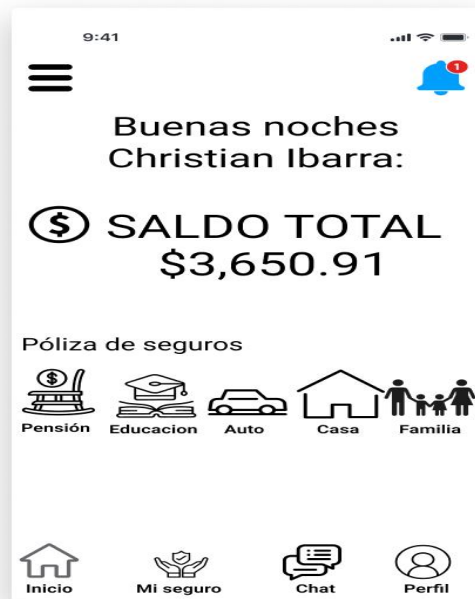 9:41
1
Buenas noches
Christian Ibarra:
$ SALDO TOTAL
$3,650.91
Póliza de seguros
$
Pensión Educacion Auto Casa Familia
Inicio Mi seguro Chat Perfil